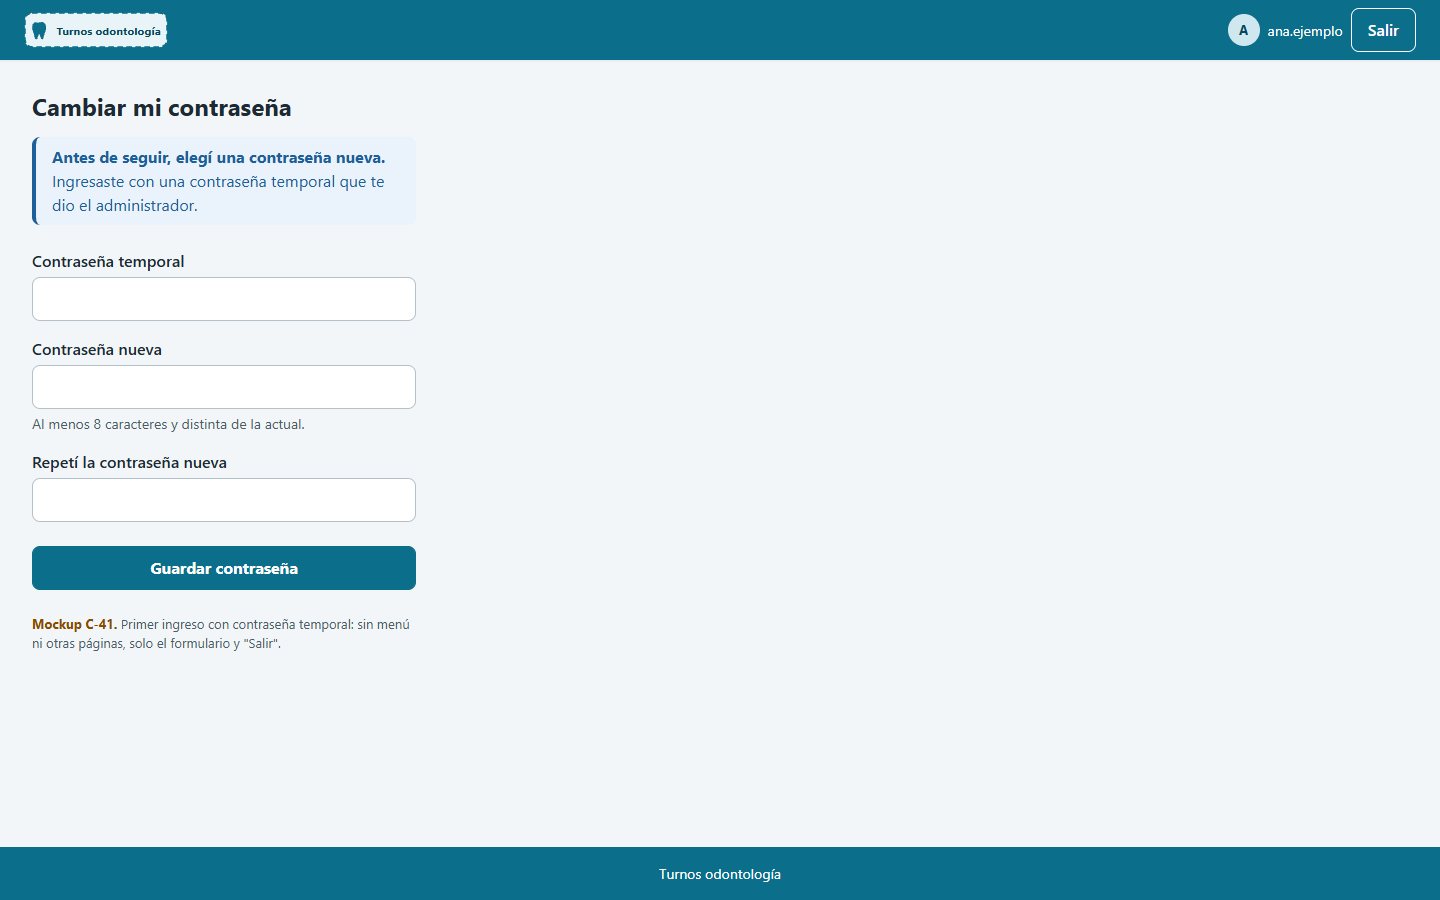 Turnos odontología
A
ana.ejemplo
Salir
Cambiar mi contraseña
Antes de seguir, elegí una contraseña nueva.
Ingresaste con una contraseña temporal que te
dio el administrador.
Contraseña temporal
Contraseña nueva
Al menos 8 caracteres y distinta de la actual.
Repetí la contraseña nueva
Guardar contraseña
Mockup C-41. Primer ingreso con contraseña temporal: sin menú
ni otras páginas, solo el formulario y "Salir".
Turnos odontología